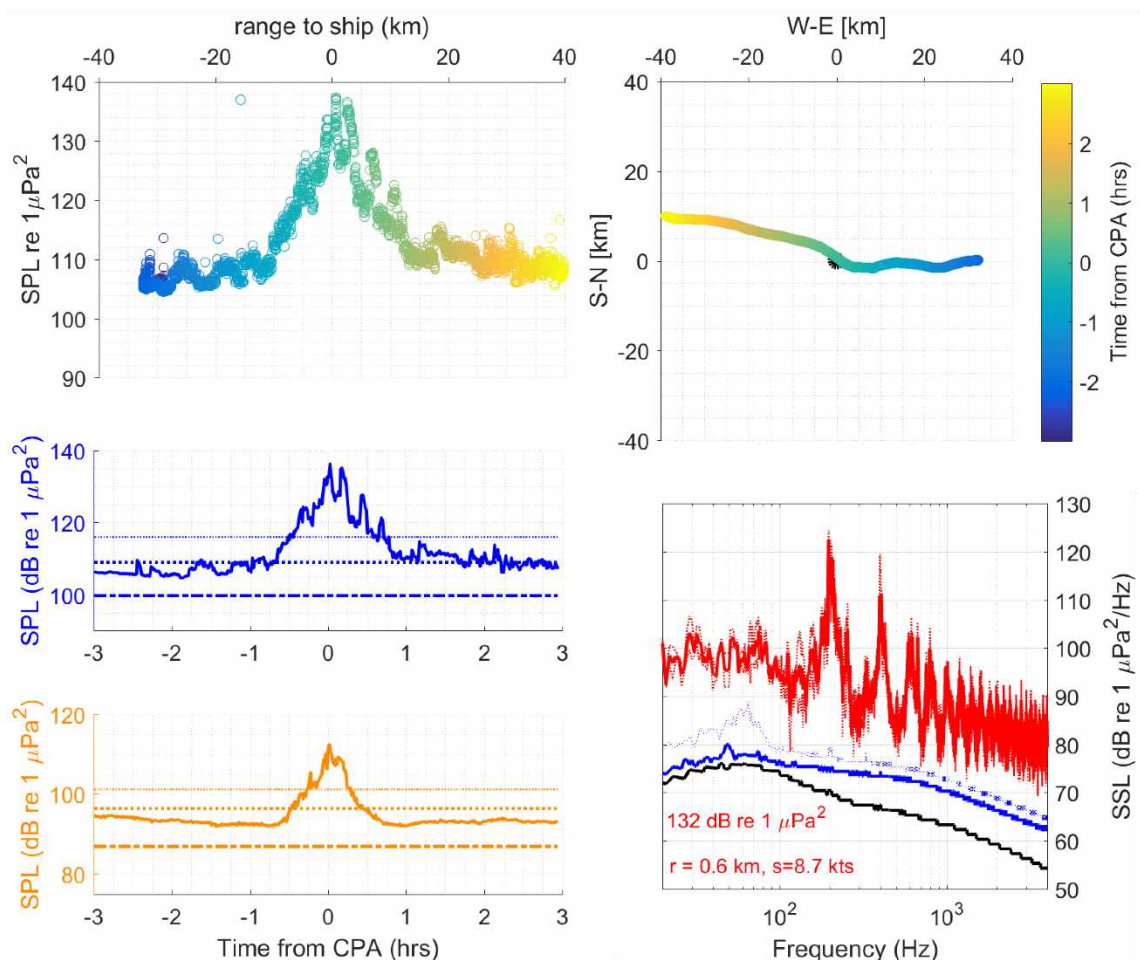 range to ship (km)
-40 -20 0 20 40
140
130
120
110
100
90
SPL re 1μPa²
W-E [km]
-40 -20 0 20 40
40
20
0
-20
-40
S-N [km]
2
1
0
-1
-2
Time from CPA (hrs)
140
120
100
SPL (dB re 1 μPa²)
-3 -2 -1 0 1 2 3
120
100
80
SPL (dB re 1 μPa²)
-3 -2 -1 0 1 2 3
Time from CPA (hrs)
130
120
110
100
90
80
70
60
50
SSL (dB re 1 μPa²/Hz)
132 dB re 1 μPa²
r = 0.6 km, s=8.7 kts
10² 10³
Frequency (Hz)